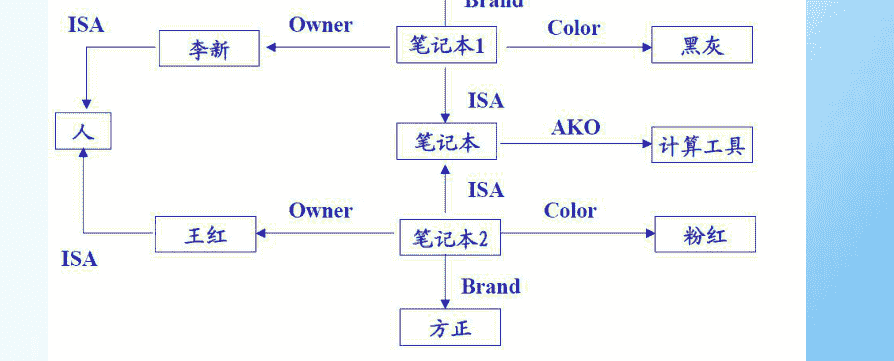 Brand
ISA
Owner
Color
李新
笔记本1
黑灰
ISA
人
AKO
笔记本
计算工具
ISA
Owner
Color
王红
笔记本2
粉红
ISA
Brand
方正